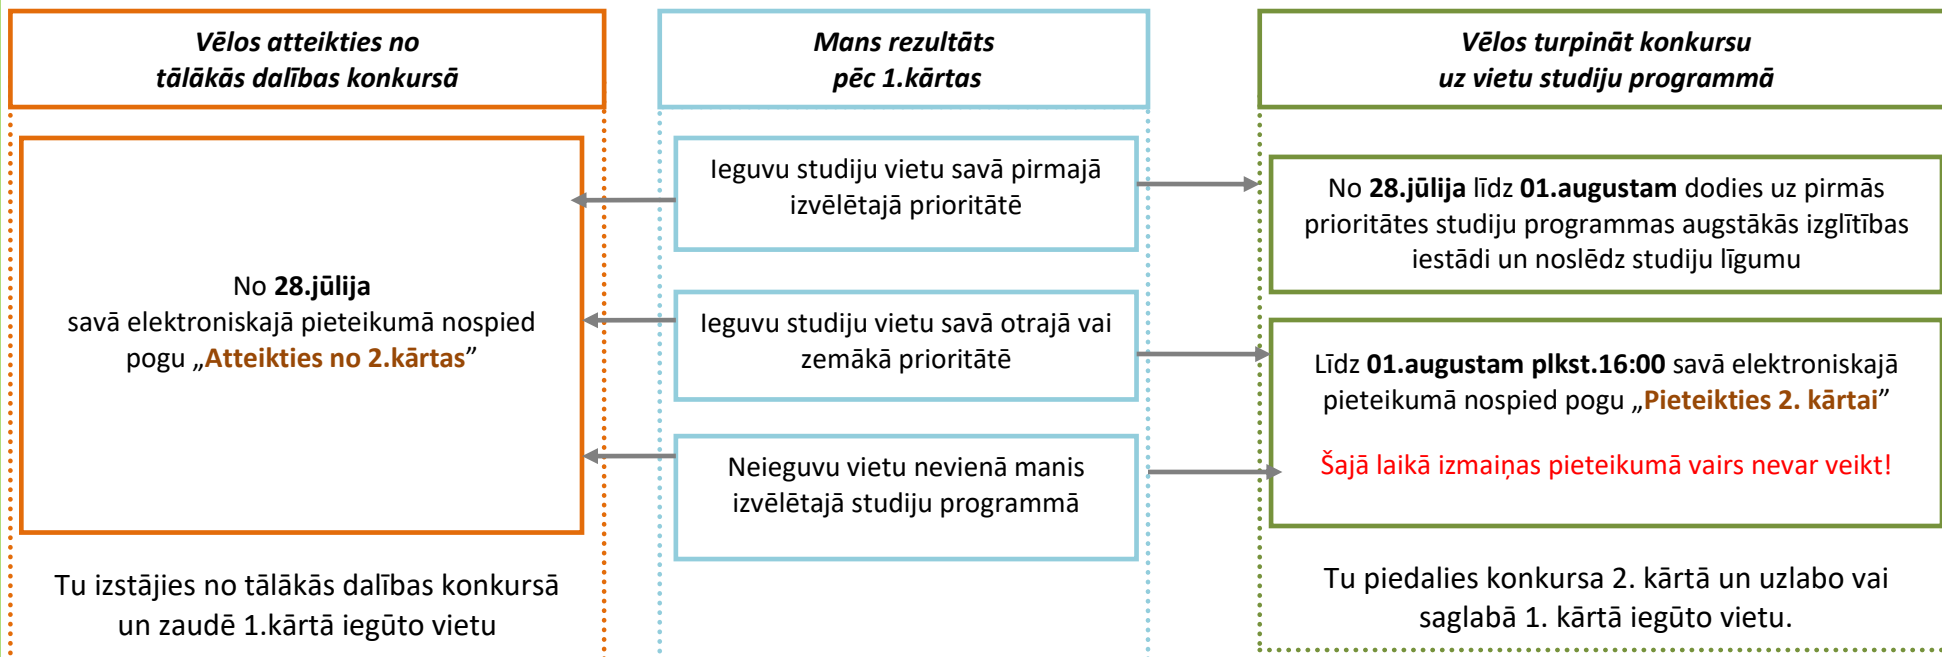 Vēlos atteikties no
tālākās dalības konkursā
Mans rezultāts
pēc 1.kārtas
Vēlos turpināt konkursu
uz vietu studiju programmā
No 28.jūlija
savā elektroniskajā pieteikumā nospied
pogu „Atteikties no 2.kārtas”
Tu izstājies no tālākās dalības konkursā
un zaudē 1.kārtā iegūto vietu
Ieguvu studiju vietu savā pirmajā
izvēlētajā prioritātē
Ieguvu studiju vietu savā otrajā vai
zemākā prioritātē
Neieguvu vietu nevienā manis
izvēlētajā studiju programmā
No 28.jūlija līdz 01.augustam dodies uz pirmās
prioritātes studiju programmas augstākās izglītības
iestādi un noslēdz studiju līgumu
Līdz 01.augustam plkst.16:00 savā elektroniskajā
pieteikumā nospied pogu „Pieteikties 2. kārtai”
Šajā laikā izmaiņas pieteikumā vairs nevar veikt!
Tu piedalies konkursa 2. kārtā un uzlabo vai
saglabā 1. kārtā iegūto vietu.